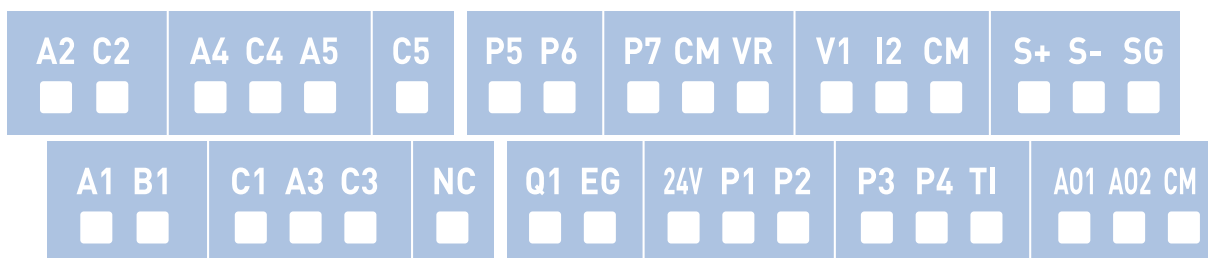 A2 C2 A4 C4 A5 C5 P5 P6 P7 CM VR V1 I2 CM S+ S- SG
A1 B1 C1 A3 C3 NC Q1 EG 24V P1 P2 P3 P4 TI A01 A02 CM